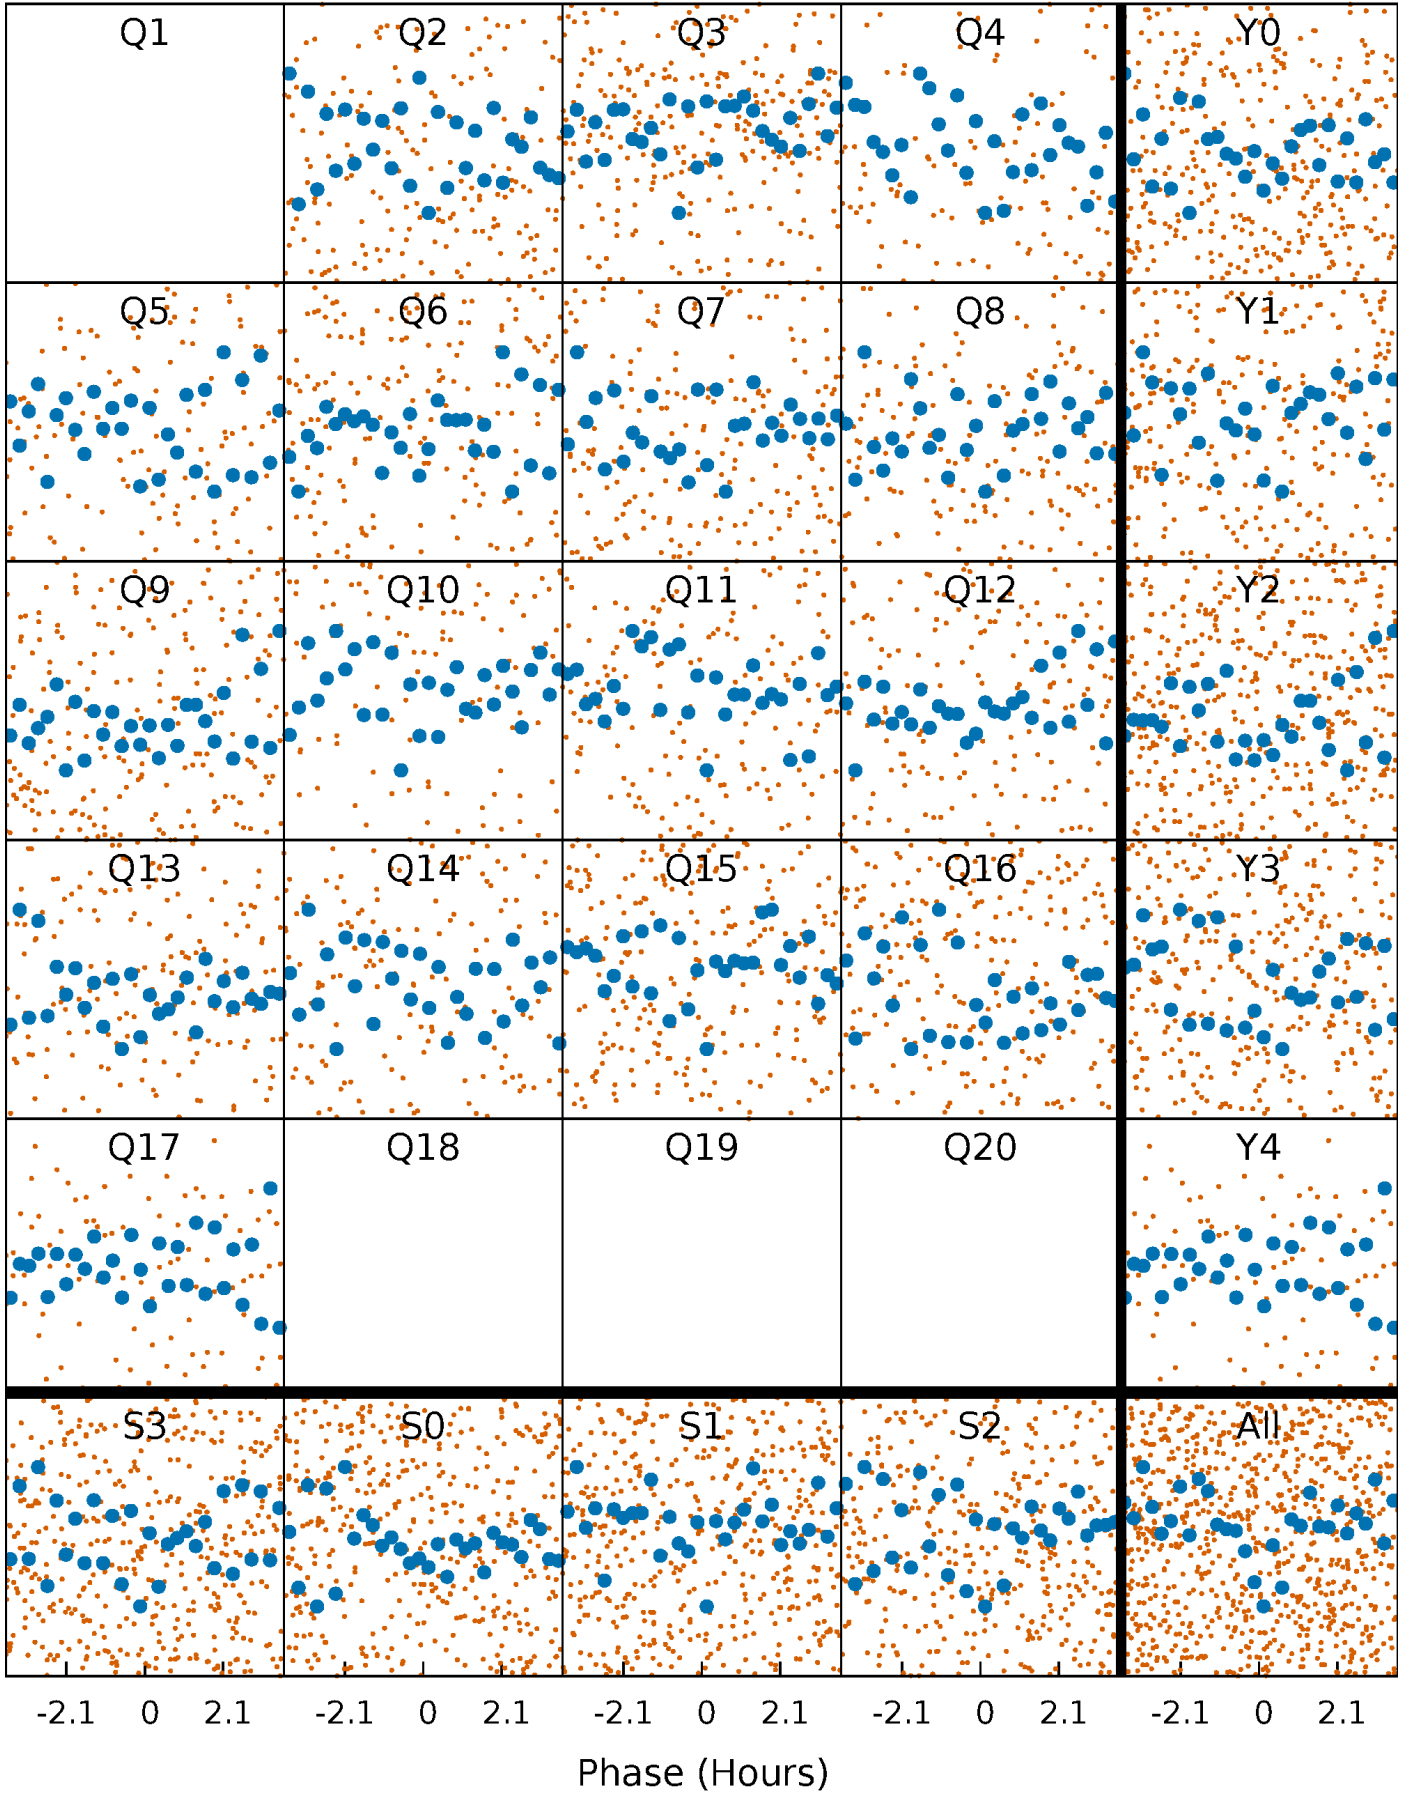 Q1 Q2 Q3 Q4 Y0
Q5 Q6 Q7 Q8 Y1
Q9 Q10 Q11 Q12 Y2
Q13 Q14 Q15 Q16 Y3
Q17 Q18 Q19 Q20 Y4
S3 S0 S1 S2 All
-2.1 0 2.1 -2.1 0 2.1 -2.1 0 2.1 -2.1 0 2.1 -2.1 0 2.1
Phase (Hours)